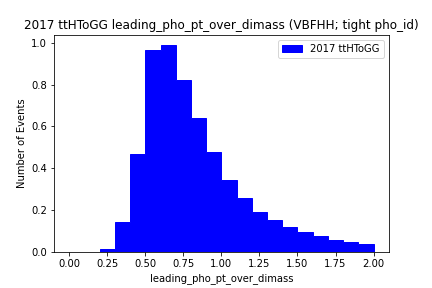 2017 ttHToGG leading_pho_pt_over_dimass (VBFHH; tight pho_id)
1.0
0.8
0.6
0.4
0.2
0.0
Number of Events
2017 ttHToGG
0.00 0.25 0.50 0.75 1.00 1.25 1.50 1.75 2.00
leading_pho_pt_over_dimass